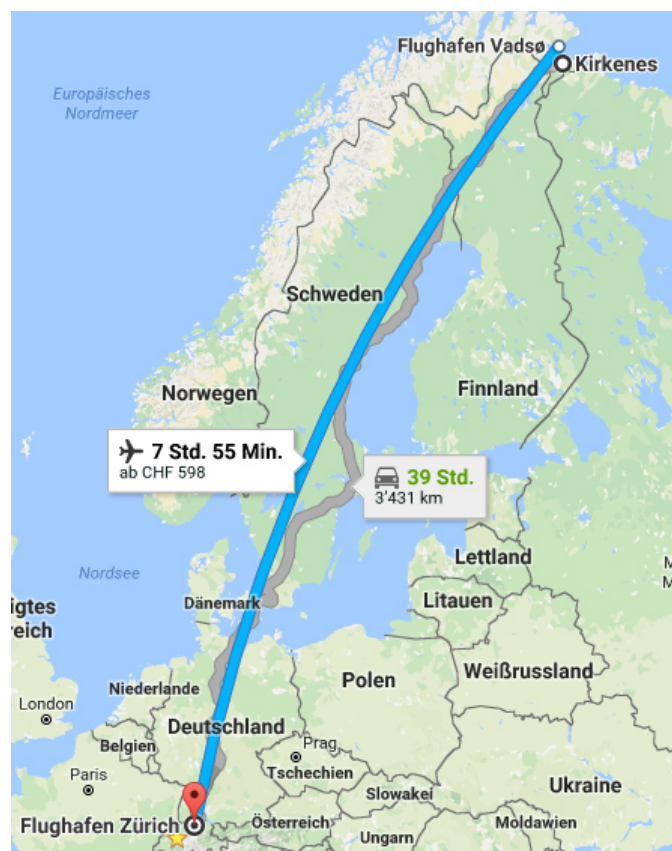 Flughafen Vadsø
Kirkenes
Europäisches
Nordmeer
Schweden
Norwegen
Finnland
7 Std. 55 Min.
ab CHF 598
39 Std.
3'431 km
Nordsee
Lettland
M
M
igtes
reich
Dänemark
Litauen
Niederlande
Polen
Weißrussland
London
Deutschland
Belgien
Prag
Tschechien
Paris
Slowakei
Ukraine
Flughafen Zürich
Österreich
Moldawien
Ungarn